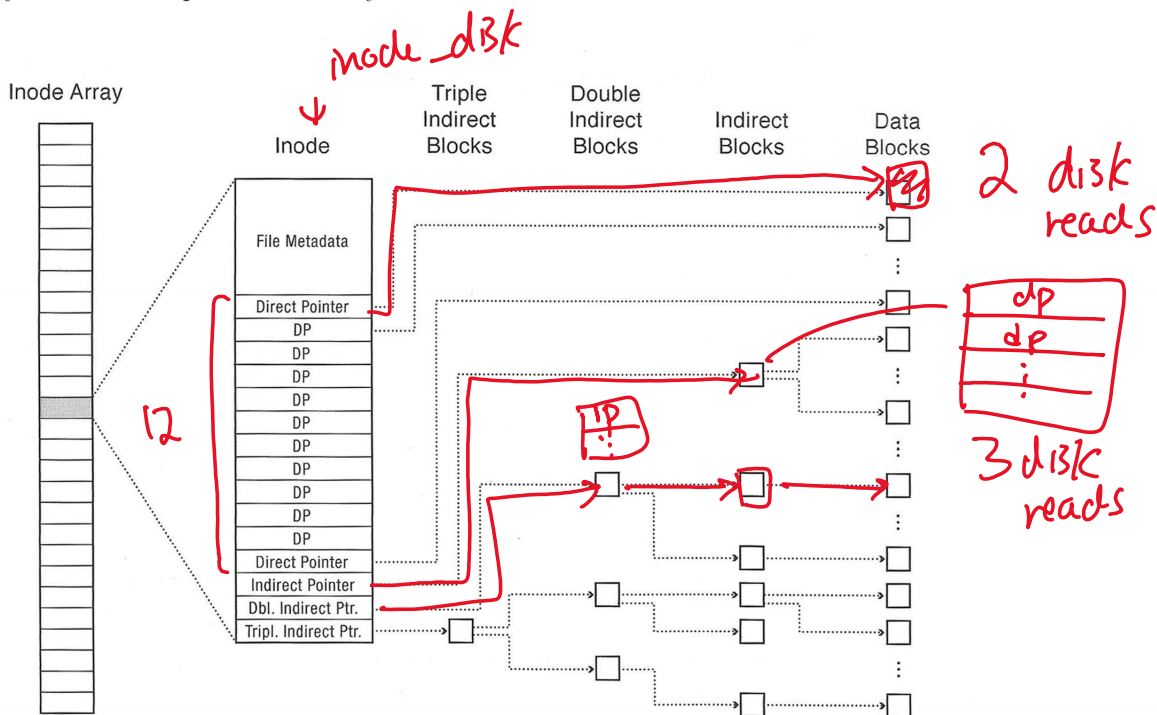 inode_disk
Inode Array
Inode
Triple
Indirect
Blocks
Double
Indirect
Blocks
Indirect
Blocks
Data
Blocks
2 disk
reads
File Metadata
12
Direct Pointer
DP
DP
DP
DP
DP
DP
DP
DP
DP
DP
Direct Pointer
Indirect Pointer
Dbl. Indirect Ptr.
Tripl. Indirect Ptr.
IP
dp
dp
3 disk
reads